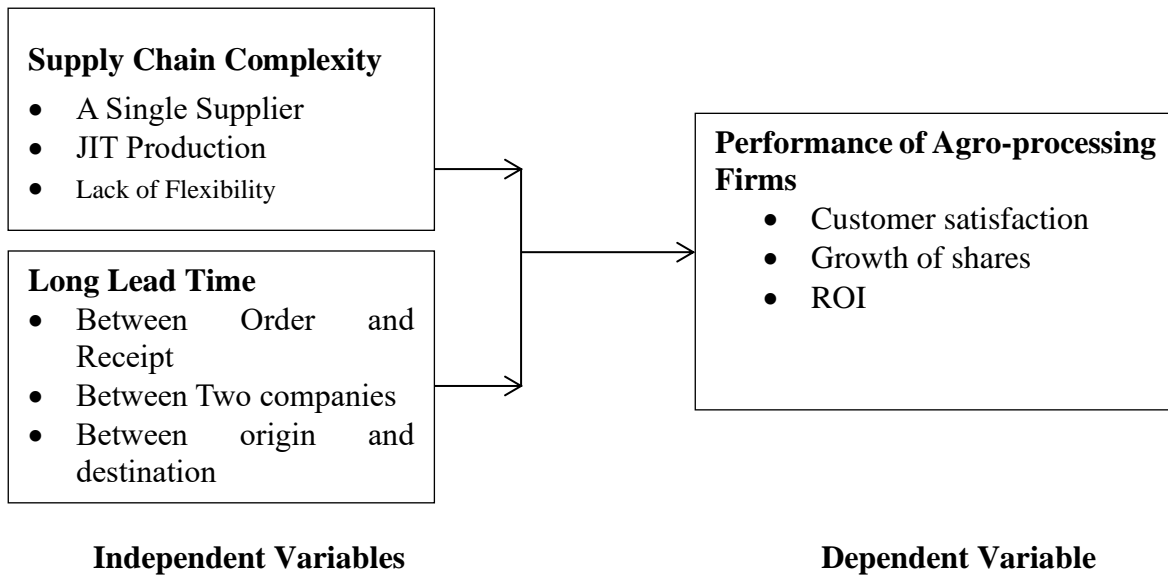 Supply Chain Complexity
• A Single Supplier
• JIT Production
• Lack of Flexibility
Long Lead Time
• Between Order and
Receipt
• Between Two companies
• Between origin and
destination
Performance of Agro-processing
Firms
• Customer satisfaction
• Growth of shares
• ROI
Independent Variables
Dependent Variable